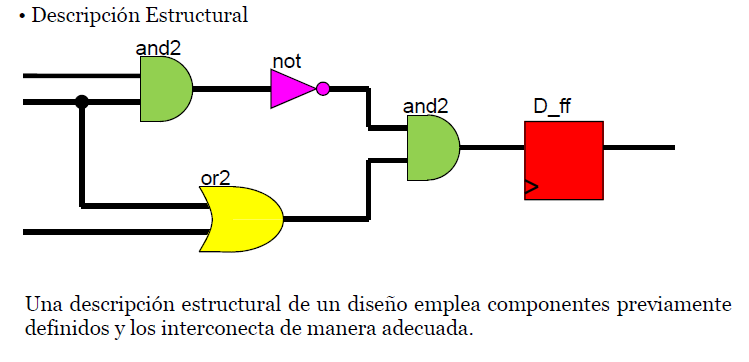 • Descripción Estructural
and2
not
and2
D_ff
or2
Una descripción estructural de un diseño emplea componentes previamente
definidos y los interconecta de manera adecuada.